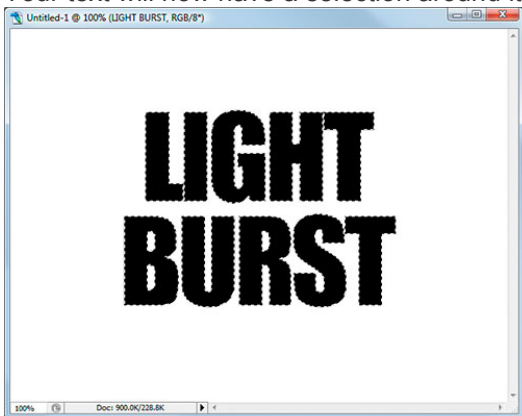 Your text will now have a selection around it
Untitled-1 @ 100% (LIGHT BURST, RGB/8*)
LIGHT
BURST
100% Doc: 900.0K/228.8K